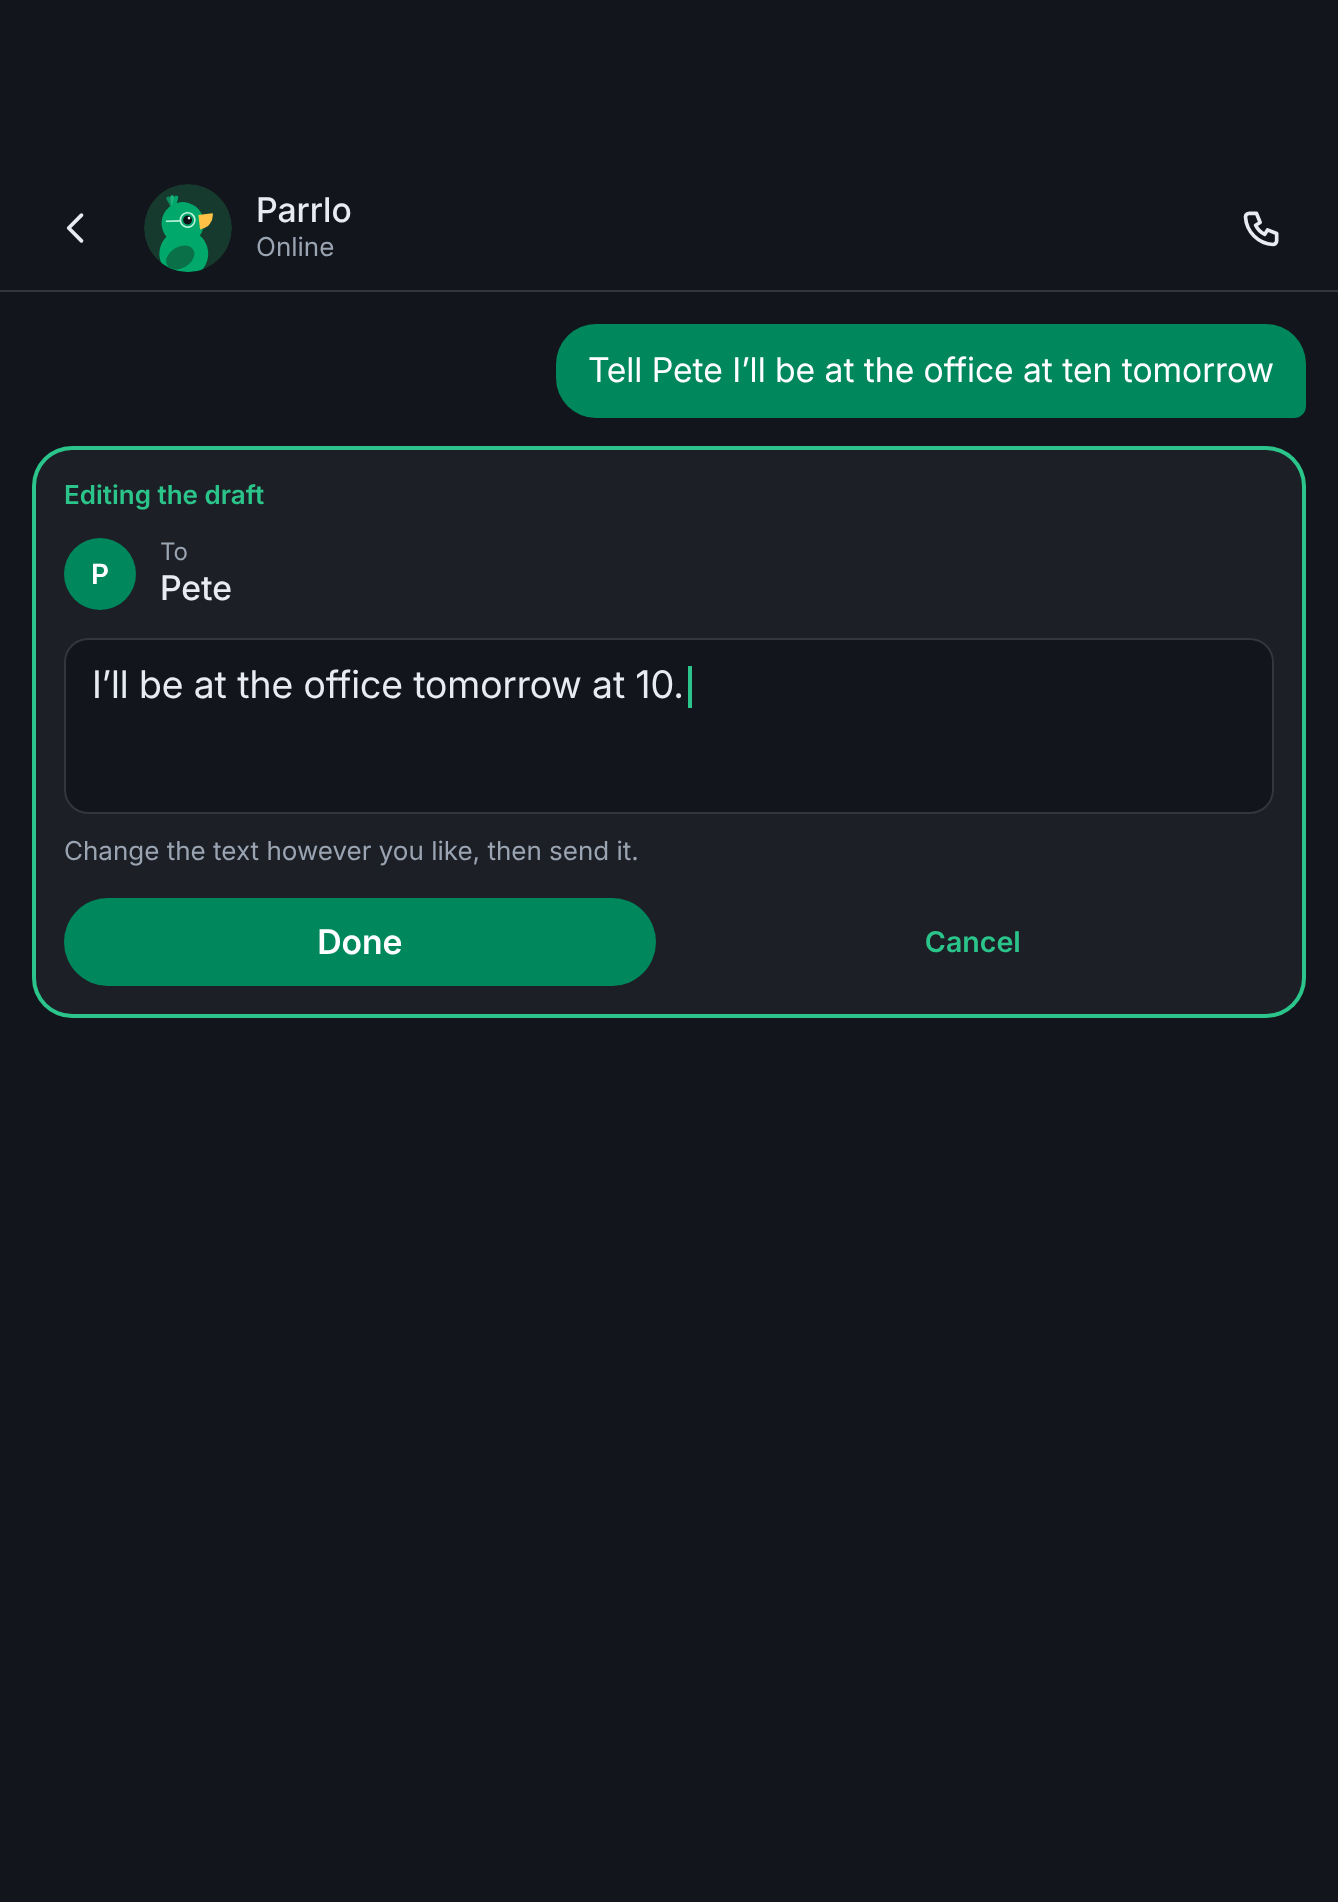 Parrlo
Online
Tell Pete I’ll be at the office at ten tomorrow
Editing the draft
P
To
Pete
I’ll be at the office tomorrow at 10.
Change the text however you like, then send it.
Done
Cancel